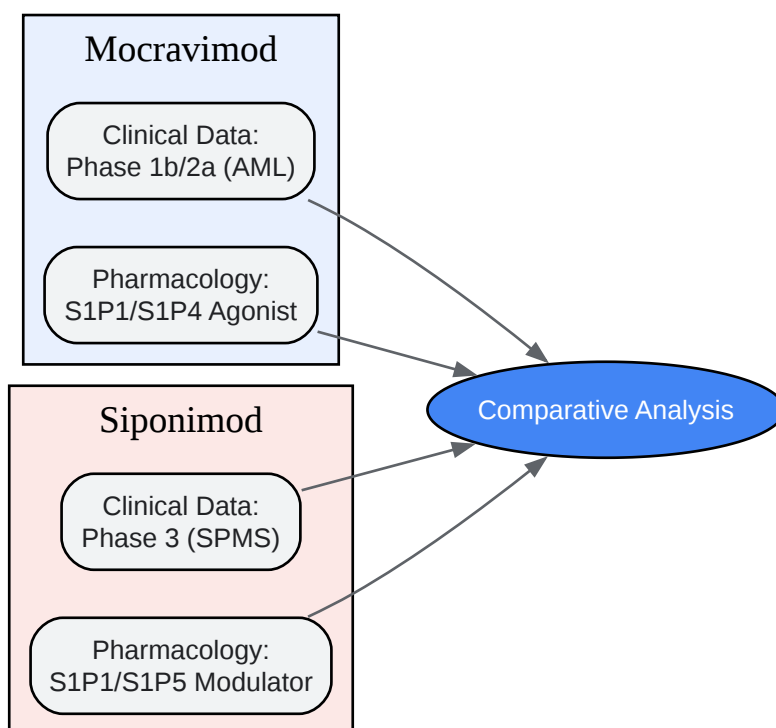 Mocravimod
Clinical Data:
Phase 1b/2a (AML)
Pharmacology:
S1P1/S1P4 Agonist
Comparative Analysis
Siponimod
Clinical Data:
Phase 3 (SPMS)
Pharmacology:
S1P1/S1P5 Modulator